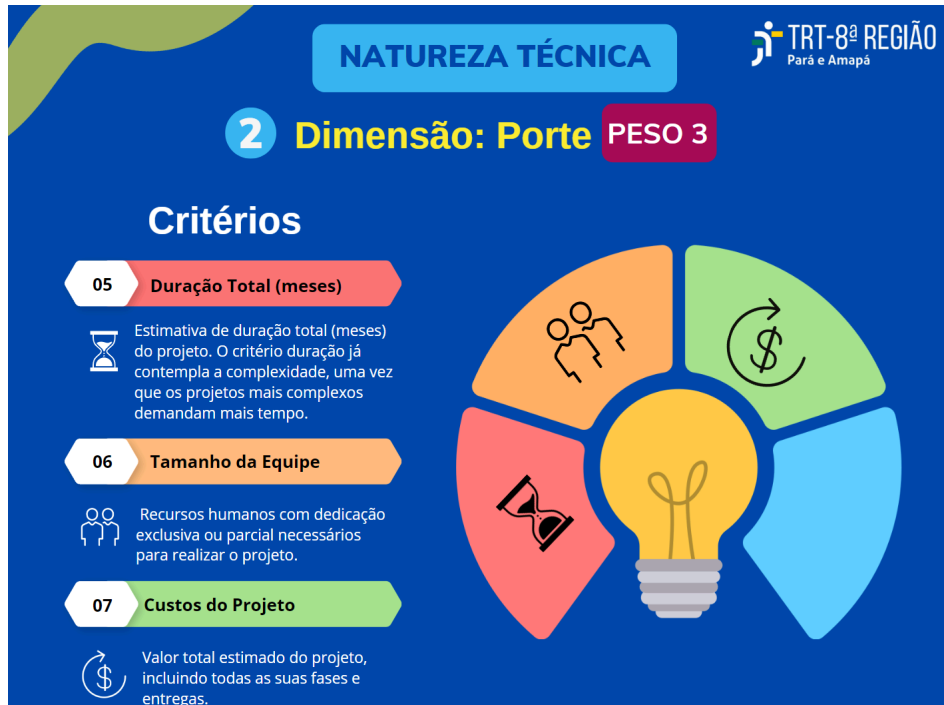 NATUREZA TÉCNICA
TRT-8ª REGIÃO
Pará e Amapá
2 Dimensão: Porte PESO 3
Critérios
05 Duração Total (meses)
Estimativa de duração total (meses)
do projeto. O critério duração já
contempla a complexidade, uma vez
que os projetos mais complexos
demandam mais tempo.
06 Tamanho da Equipe
Recursos humanos com dedicação
exclusiva ou parcial necessários
para realizar o projeto.
07 Custos do Projeto
Valor total estimado do projeto,
incluindo todas as suas fases e
entregas.